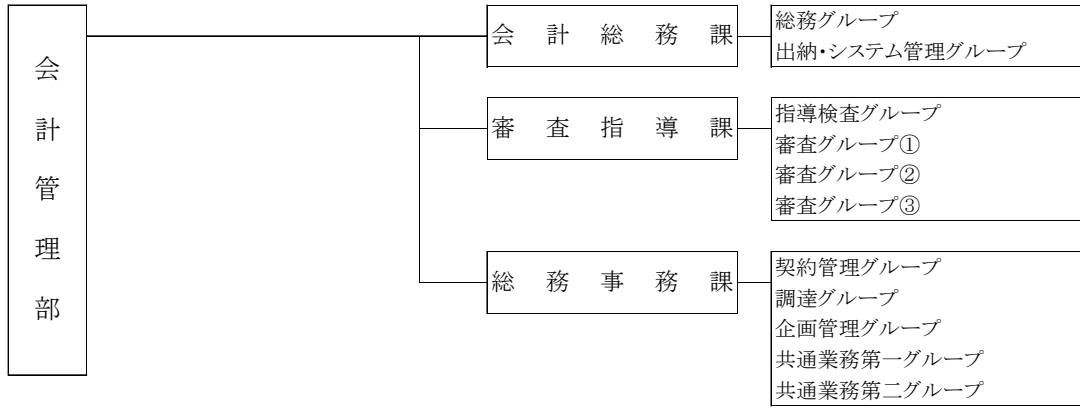 会計管理部
会計総務課
総務グループ
出納・システム管理グループ
審査指導課
指導検査グループ
審査グループ①
審査グループ②
審査グループ③
総務事務課
契約管理グループ
調達グループ
企画管理グループ
共通業務第一グループ
共通業務第二グループ